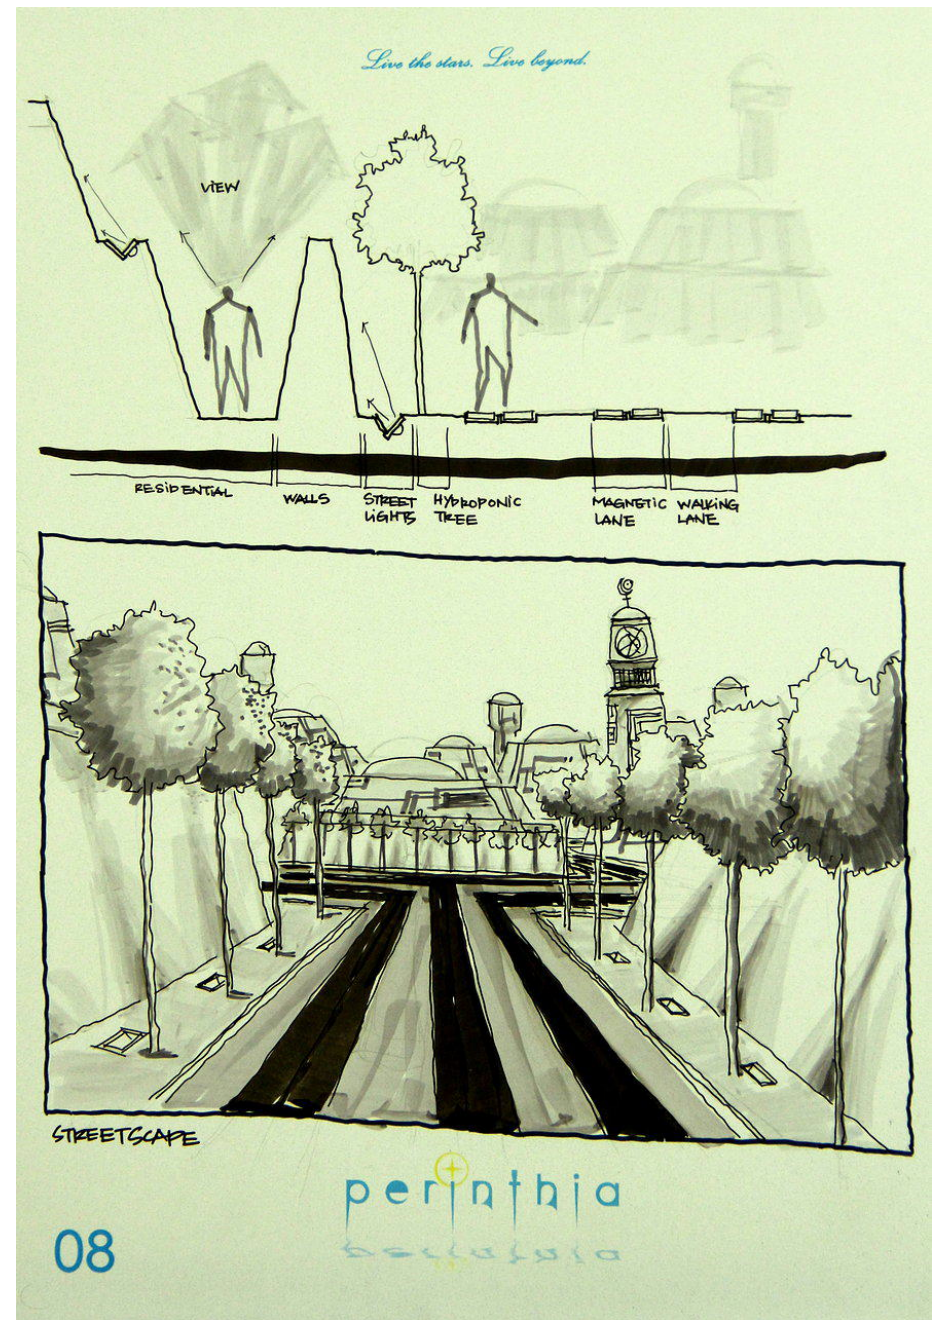 Live the stars. Live beyond.
VIEW
RESIDENTIAL
WALLS
STREET
LIGHTS
HYDROPONIC
TREE
MAGNETIC
LANE
WALKING
LANE
STREETSCAPE
perinthia
08